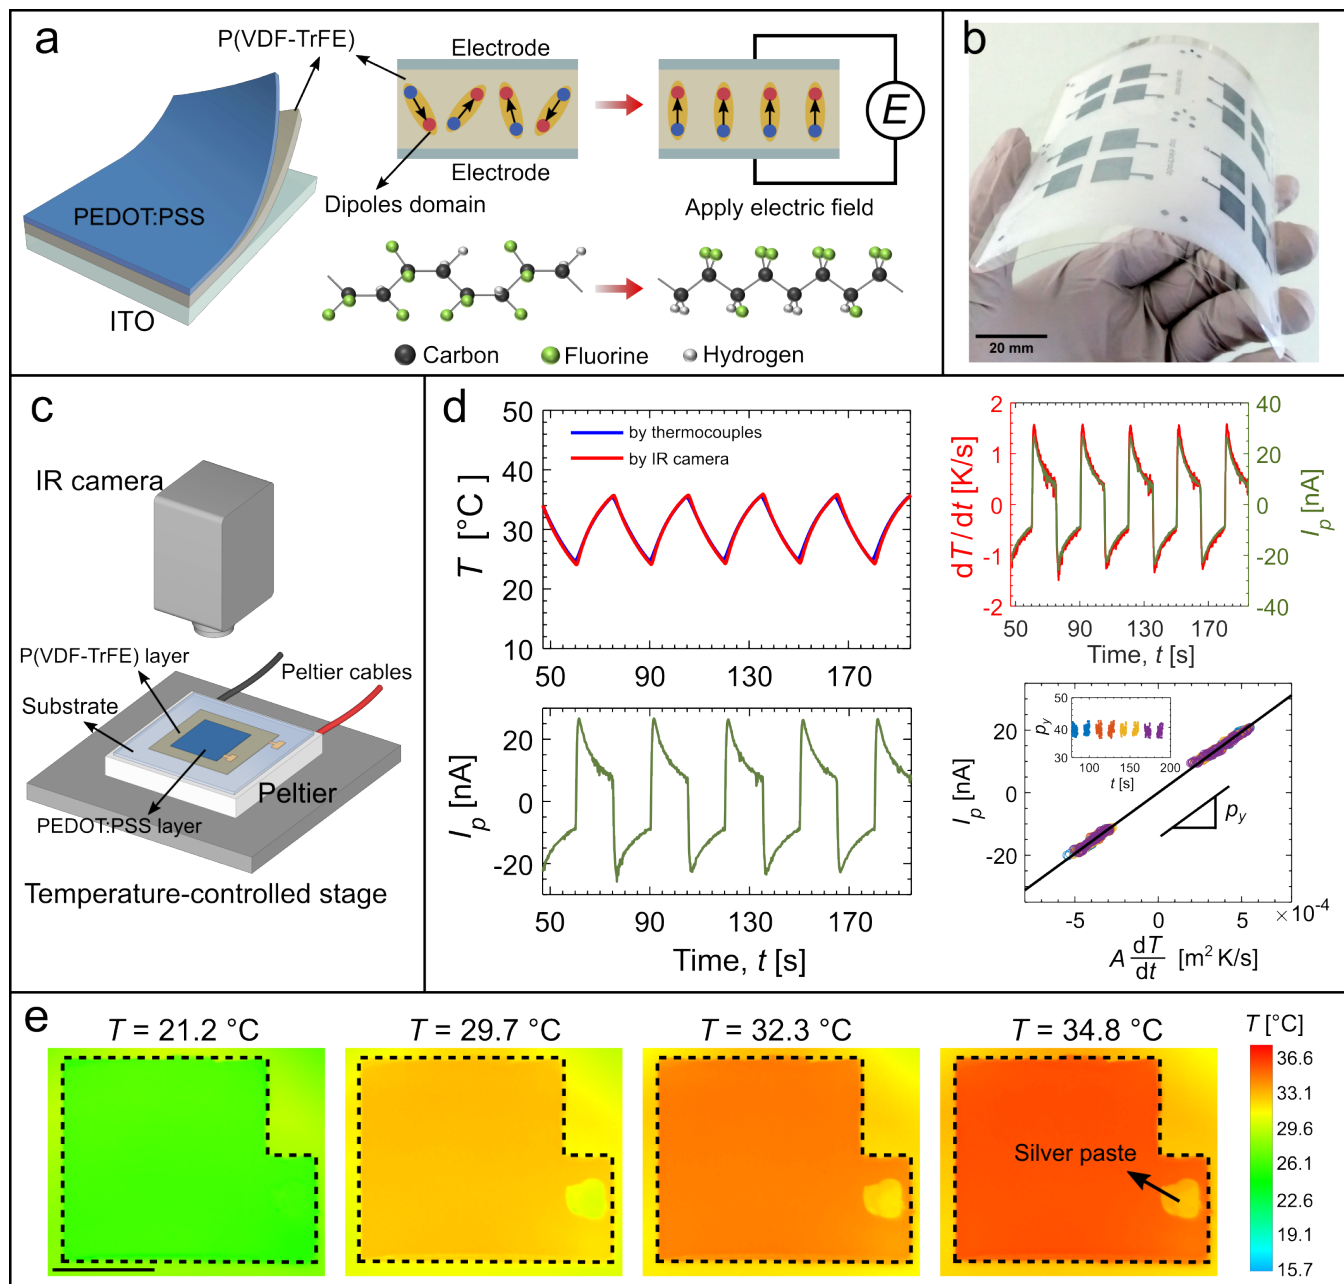 a
P(VDF-TrFE)
Electrode
Electrode
E
PEDOT:PSS
ITO
Dipoles domain
Apply electric field
Carbon
Fluorine
Hydrogen
b
20 mm
c
IR camera
P(VDF-TrFE) layer
Substrate
Peltier cables
Peltier
PEDOT:PSS layer
Temperature-controlled stage
d
50
40
30
20
10
T [°C]
by thermocouples
by IR camera
50 90 130 170
20
0
-20
I_p [nA]
50 90 130 170
Time, t [s]
2
1
0
-1
-2
dT/dt [K/s]
40
20
0
-20
-40
I_p [nA]
50 90 130 170
Time, t [s]
20
0
-20
I_p [nA]
50
40
30
p_y
100 150 200
t [s]
p_y
-5 0 5
×10^-4
A dT/dt [m² K/s]
e
T = 21.2 °C
T = 29.7 °C
T = 32.3 °C
T = 34.8 °C
Silver paste
T [°C]
36.6
33.1
29.6
26.1
22.6
19.1
15.7